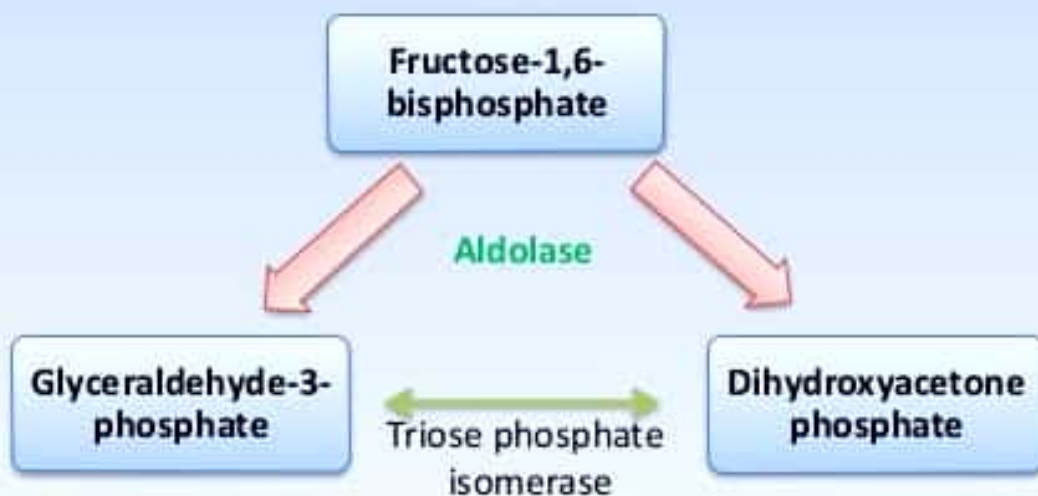 Fructose-1,6-
bisphosphate
Aldolase
Glyceraldehyde-3-
phosphate
Triose phosphate
isomerase
Dihydroxyacetone
phosphate